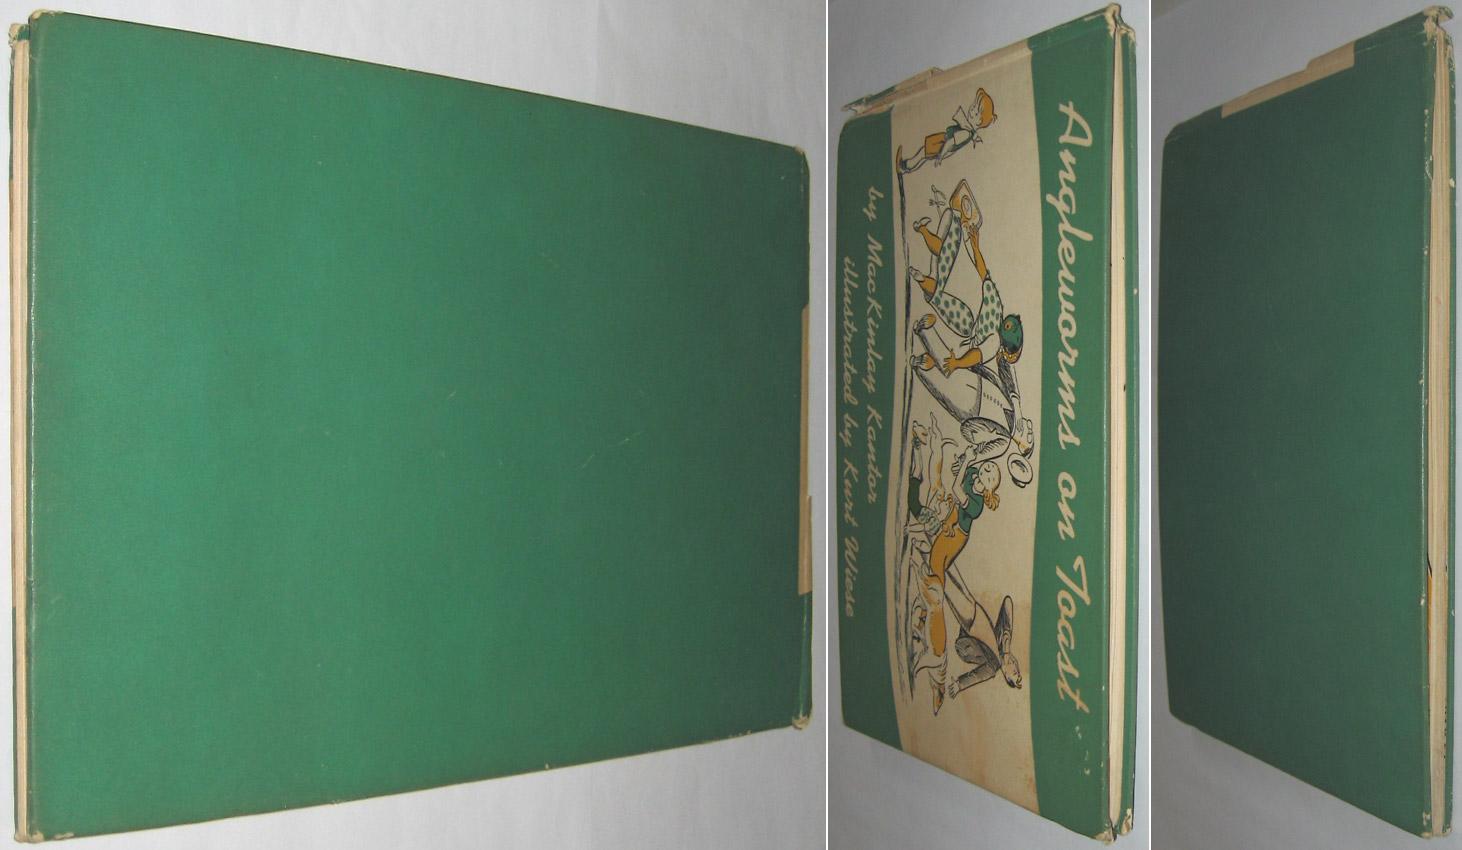 Angleworms on Toast
by MacKinlay Kantor
illustrated by Kurt Wiese